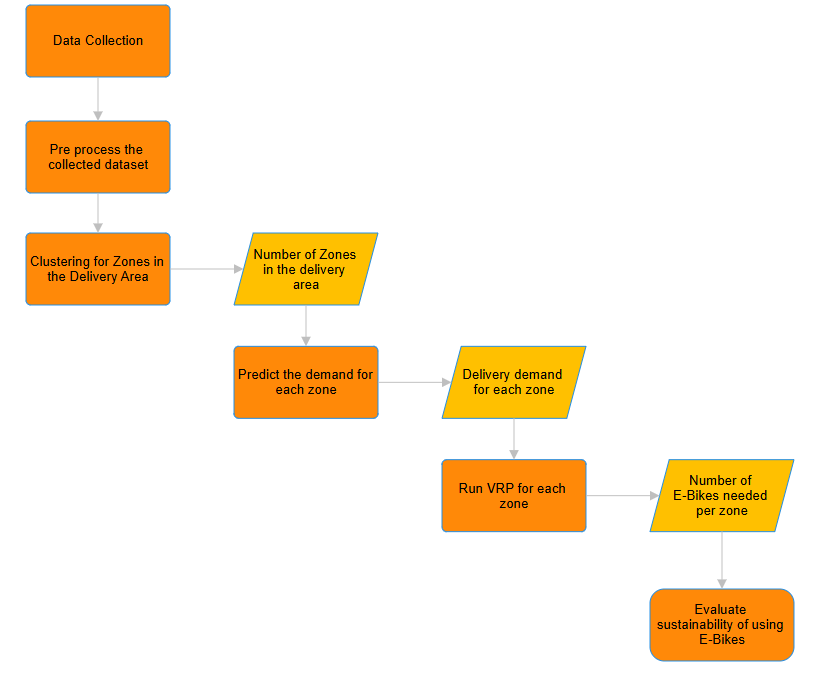 Data Collection
Pre process the
collected dataset
Clustering for Zones in
the Delivery Area
Number of Zones
in the delivery
area
Predict the demand for
each zone
Delivery demand
for each zone
Run VRP for each
zone
Number of
E-Bikes needed
per zone
Evaluate
sustainability of using
E-Bikes